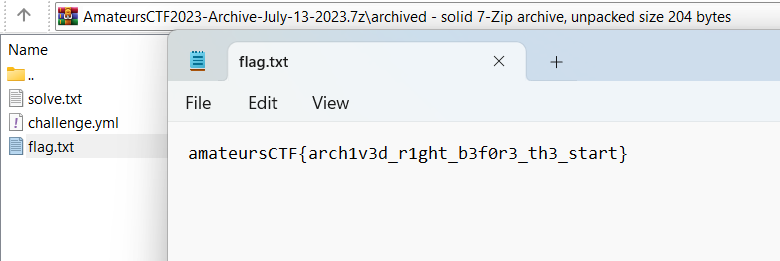 AmateursCTF2023-Archive-July-13-2023.7z\archived - solid 7-Zip archive, unpacked size 204 bytes
Name
..
solve.txt
challenge.yml
flag.txt
flag.txt
File Edit View
amateursCTF{arch1v3d_r1ght_b3f0r3_th3_start}